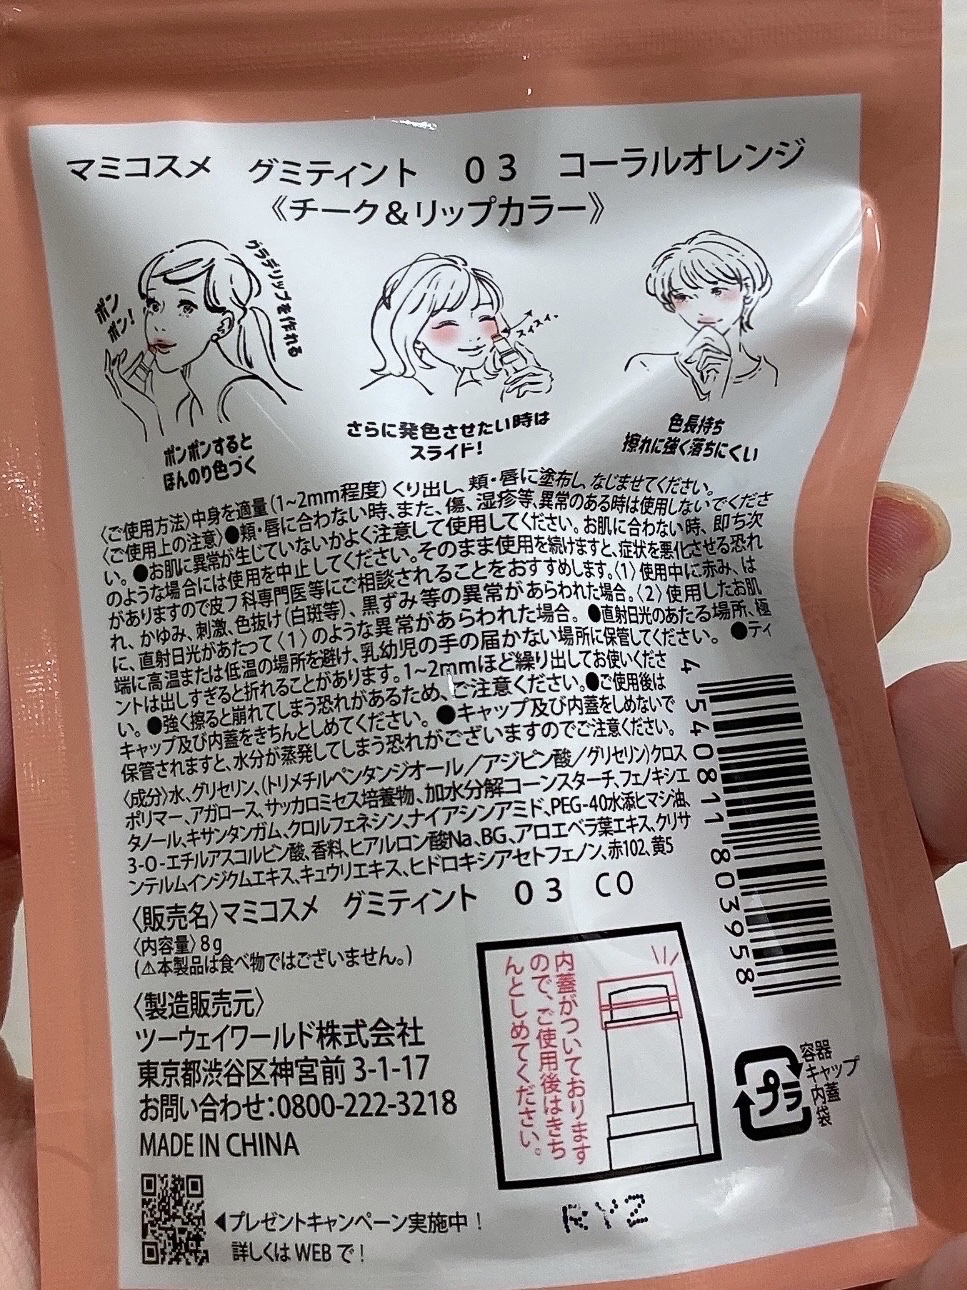 マミコスメ　グミティント　03　コーラルオレンジ
《チーク＆リップカラー》
ポン
ポン!
グラデリップを作れる
スイスイ。
ポンポンすると
ほんのり色づく
さらに発色させたい時は
スライド!
色長持ち
擦れに強く落ちにくい
〈ご使用方法〉中身を適量(1~2mm程度)くり出し、頬・唇に塗布し、なじませてください。
〈ご使用上の注意〉●頬・唇に合わない時、また、傷、湿疹等、異常のある時は使用しないでくださ
い。●お肌に異常が生じていないかよく注意して使用してください。お肌に合わない時、即ち次
のような場合には使用を中止してください。そのまま使用を続けますと、症状を悪化させる恐れ
がありますので皮フ科専門医等にご相談されることをおすすめします。〈1〉使用中に赤み、は
れ、かゆみ、刺激、色抜け(白斑等)、黒ずみ等の異常があらわれた場合。〈2〉使用したお肌
に、直射日光があたって〈1〉のような異常があらわれた場合。●直射日光のあたる場所、極
端に高温または低温の場所を避け、乳幼児の手の届かない場所に保管してください。●ティ
ントは出しすぎると折れることがあります。1~2mmほど繰り出してお使いくださ
い。●強く擦ると崩れてしまう恐れがあるため、ご注意ください。●ご使用後は
キャップ及び内蓋をきちんとしめてください。●キャップ及び内蓋をしめないで
保管されますと、水分が蒸発してしまう恐れがございますのでご注意ください。
〈成分〉水、グリセリン、(トリメチルペンタンジオール／アジピン酸／グリセリン)クロス
ポリマー、アガロース、サッカロミセス培養物、加水分解コーンスターチ、フェノキシエ
タノール、キサンタンガム、クロルフェネシン、ナイアシンアミド、PEG-40水添ヒマシ油、
3-O-エチルアスコルビン酸、香料、ヒアルロン酸Na、BG、アロエベラ葉エキス、クリサ
ンテルムインジクムエキス、キュウリエキス、ヒドロキシアセトフェノン、赤102、黄5
〈販売名〉マミコスメ　グミティント　03　CO
〈内容量〉8g
(⚠本製品は食べ物ではございません。)
〈製造販売元〉
ツーウェイワールド株式会社
東京都渋谷区神宮前 3-1-17
お問い合わせ：0800-222-3218
MADE IN CHINA
◀プレゼントキャンペーン実施中！
詳しくは WEB で！
4 540811 803958
内蓋がついております
ので、ご使用後はきち
んとしめてください。
プラ
容器
キャップ
内蓋
袋
RY2